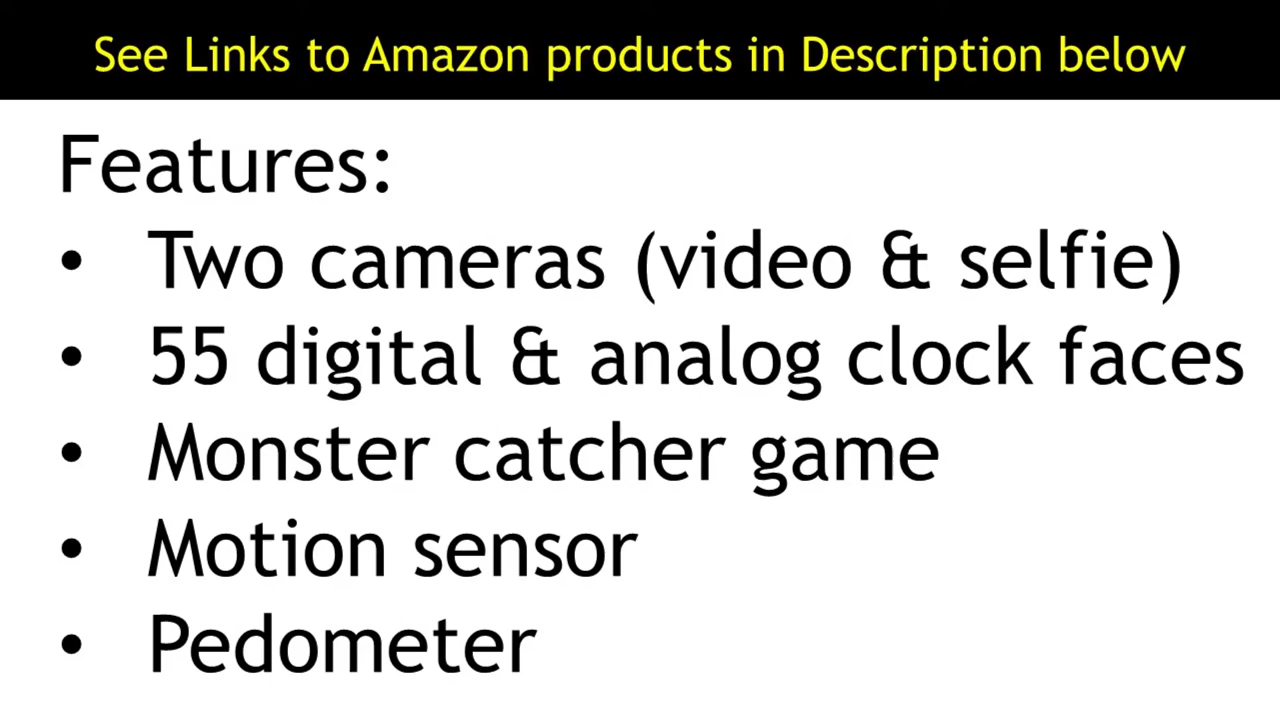 See Links to Amazon products in Description below
Features:
• Two cameras (video & selfie)
• 55 digital & analog clock faces
• Monster catcher game
• Motion sensor
• Pedometer